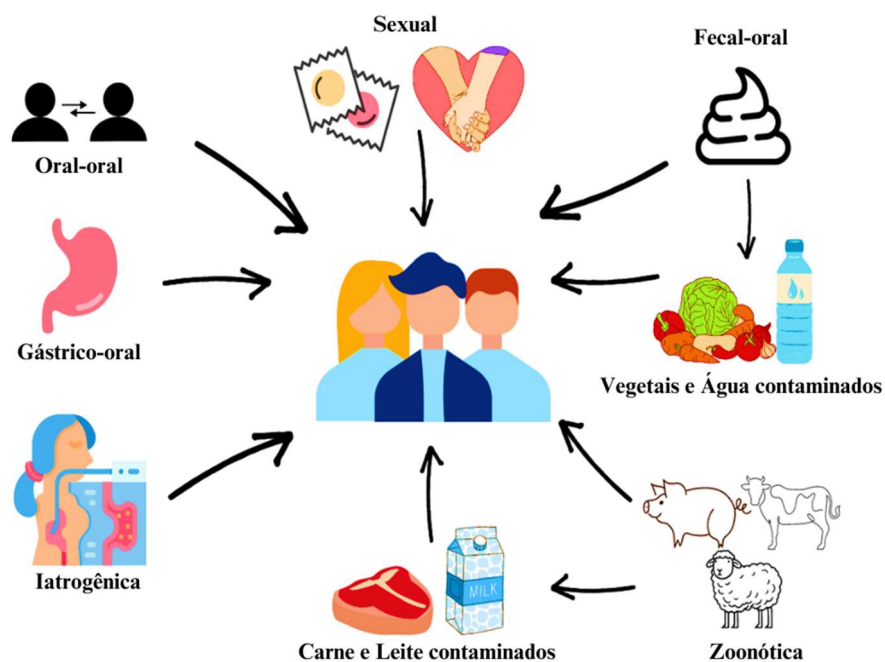 Sexual
Fecal-oral
Oral-oral
Gástrico-oral
Vegetais e Água contaminados
Iatrogênica
MILK
Carne e Leite contaminados
Zoonótica